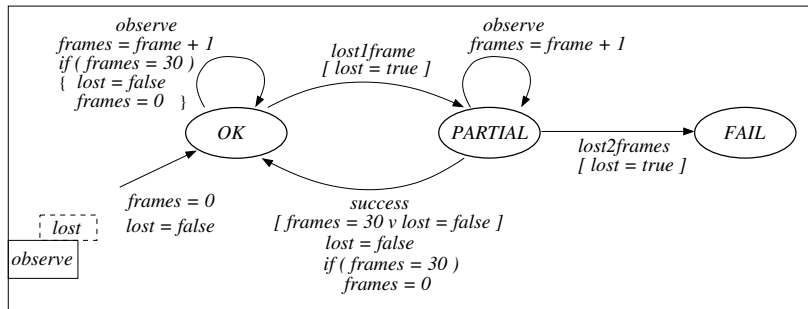 observe
frames = frame + 1
if ( frames = 30 )
{ lost = false
frames = 0 }
lost1frame
[ lost = true ]
observe
frames = frame + 1
OK
PARTIAL
FAIL
lost2frames
[ lost = true ]
frames = 0
lost = false
success
[ frames = 30 v lost = false ]
lost = false
if ( frames = 30 )
frames = 0
lost
observe